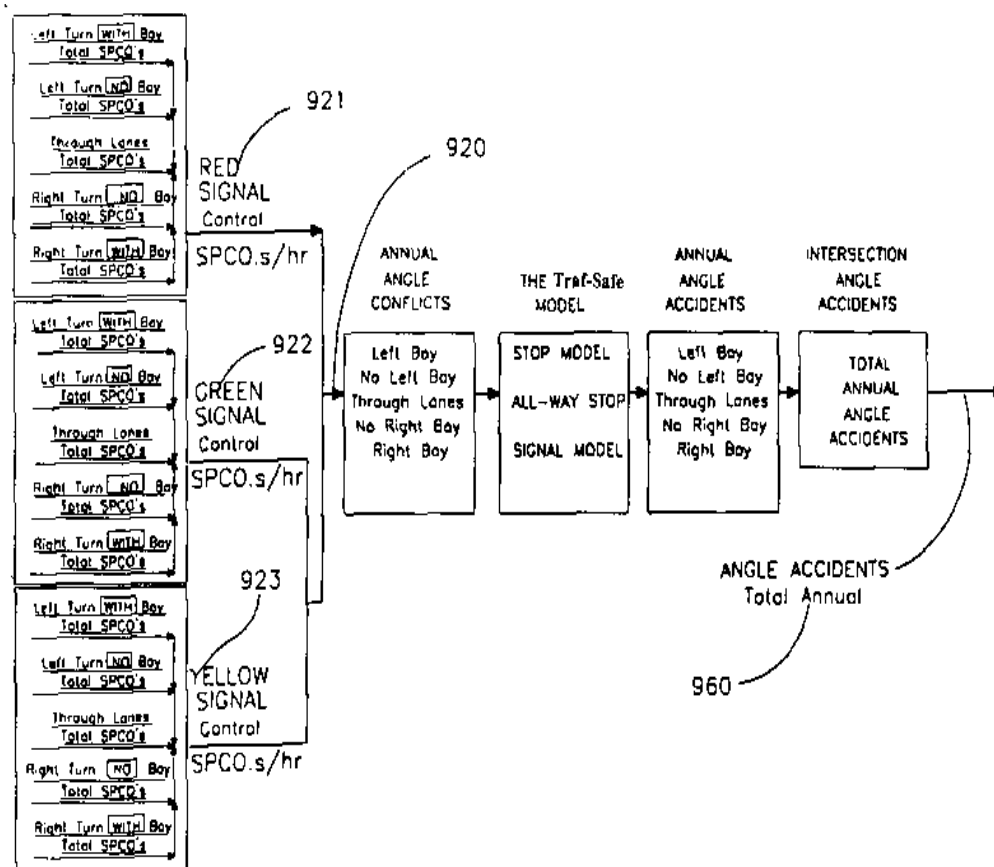 Left Turn WITH Bay
Total SPCO's
Left Turn NO Bay
Total SPCO's
Through Lanes
Total SPCO's
Right Turn NO Bay
Total SPCO's
Right Turn WITH Bay
Total SPCO's
921
RED
SIGNAL
Control
SPCO.s/hr
920
Left Turn WITH Bay
Total SPCO's
Left Turn NO Bay
Total SPCO's
Through Lanes
Total SPCO's
Right Turn NO Bay
Total SPCO's
Right Turn WITH Bay
Total SPCO's
922
GREEN
SIGNAL
Control
SPCO.s/hr
Left Turn WITH Bay
Total SPCO's
Left Turn NO Bay
Total SPCO's
Through Lanes
Total SPCO's
Right Turn NO Bay
Total SPCO's
Right Turn WITH Bay
Total SPCO's
923
YELLOW
SIGNAL
Control
SPCO.s/hr
ANNUAL
ANGLE
CONFLICTS
Left Bay
No Left Bay
Through Lanes
No Right Bay
Right Bay
THE Traf-Safe
MODEL
STOP MODEL
ALL-WAY STOP
SIGNAL MODEL
ANNUAL
ANGLE
ACCIDENTS
Left Bay
No Left Bay
Through Lanes
No Right Bay
Right Bay
INTERSECTION
ANGLE
ACCIDENTS
TOTAL
ANNUAL
ANGLE
ACCIDENTS
ANGLE ACCIDENTS
Total Annual
960